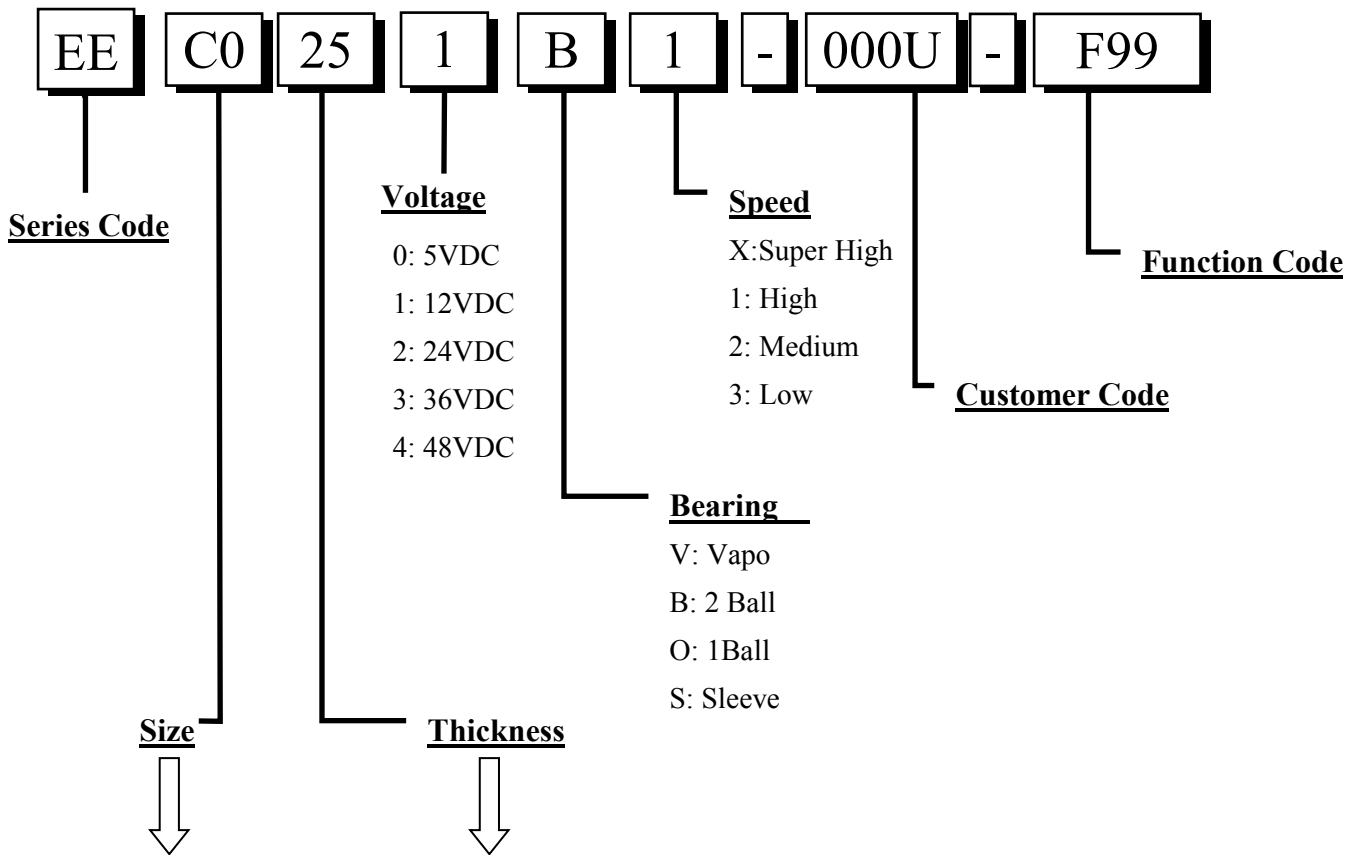 EE C0 25 1 B 1 - 000U - F99
Series Code
Voltage
0: 5VDC
1: 12VDC
2: 24VDC
3: 36VDC
4: 48VDC
Speed
X:Super High
1: High
2: Medium
3: Low
Function Code
Customer Code
Bearing
V: Vapo
B: 2 Ball
O: 1Ball
S: Sleeve
Size
Thickness